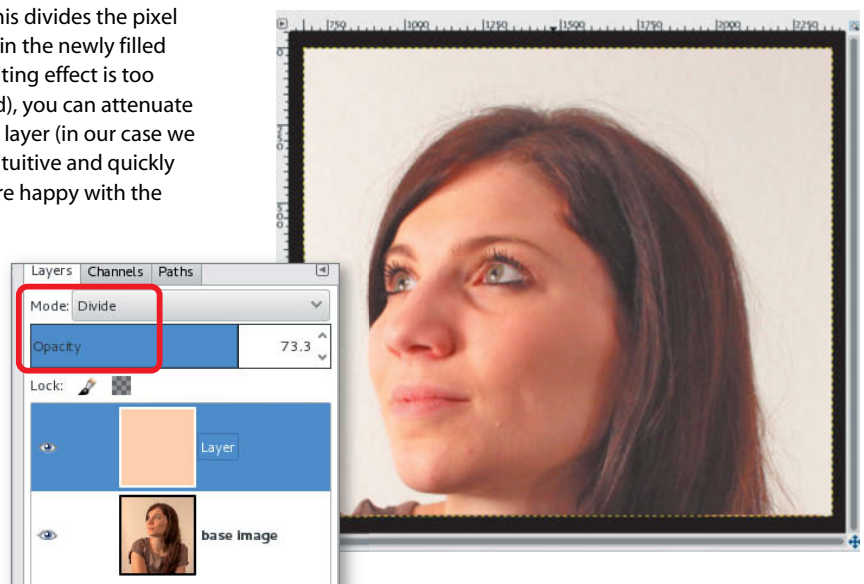 his divides the pixel
in the newly filled
ting effect is too
d), you can attenuate
layer (in our case we
tuitive and quickly
re happy with the
750 1000 1250 1500 1750 2000 2250
0
Layers Channels Paths
Mode: Divide
Opacity 73.3
Lock:
Layer
base image